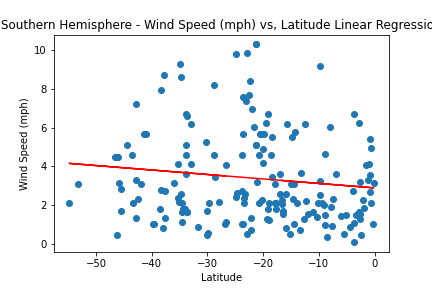 Southern Hemisphere - Wind Speed (mph) vs, Latitude Linear Regressio
10
8
6
4
2
0
Wind Speed (mph)
−50 −40 −30 −20 −10 0
Latitude